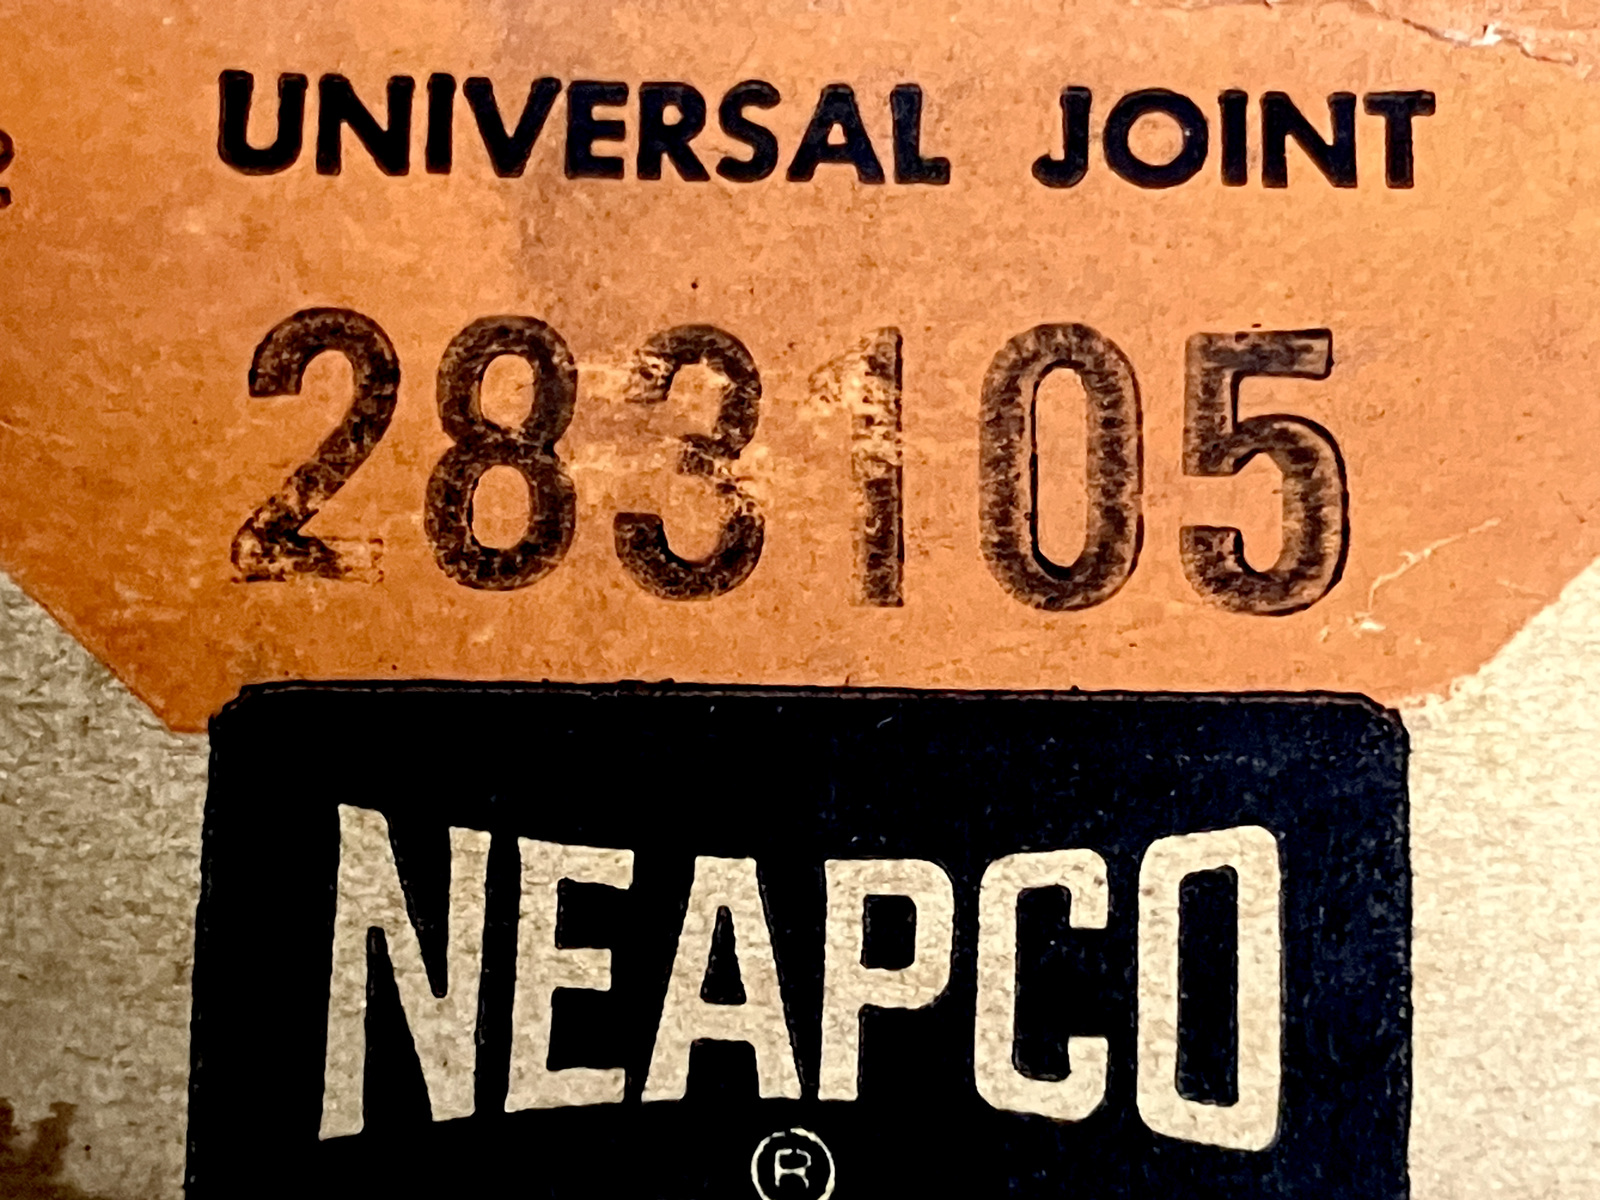 UNIVERSAL JOINT
283105
NEAPCO
®